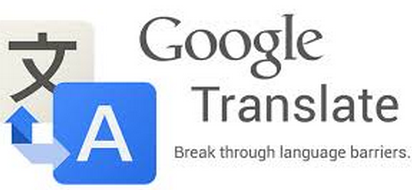 文
A
Google
Translate
Break through language barriers.